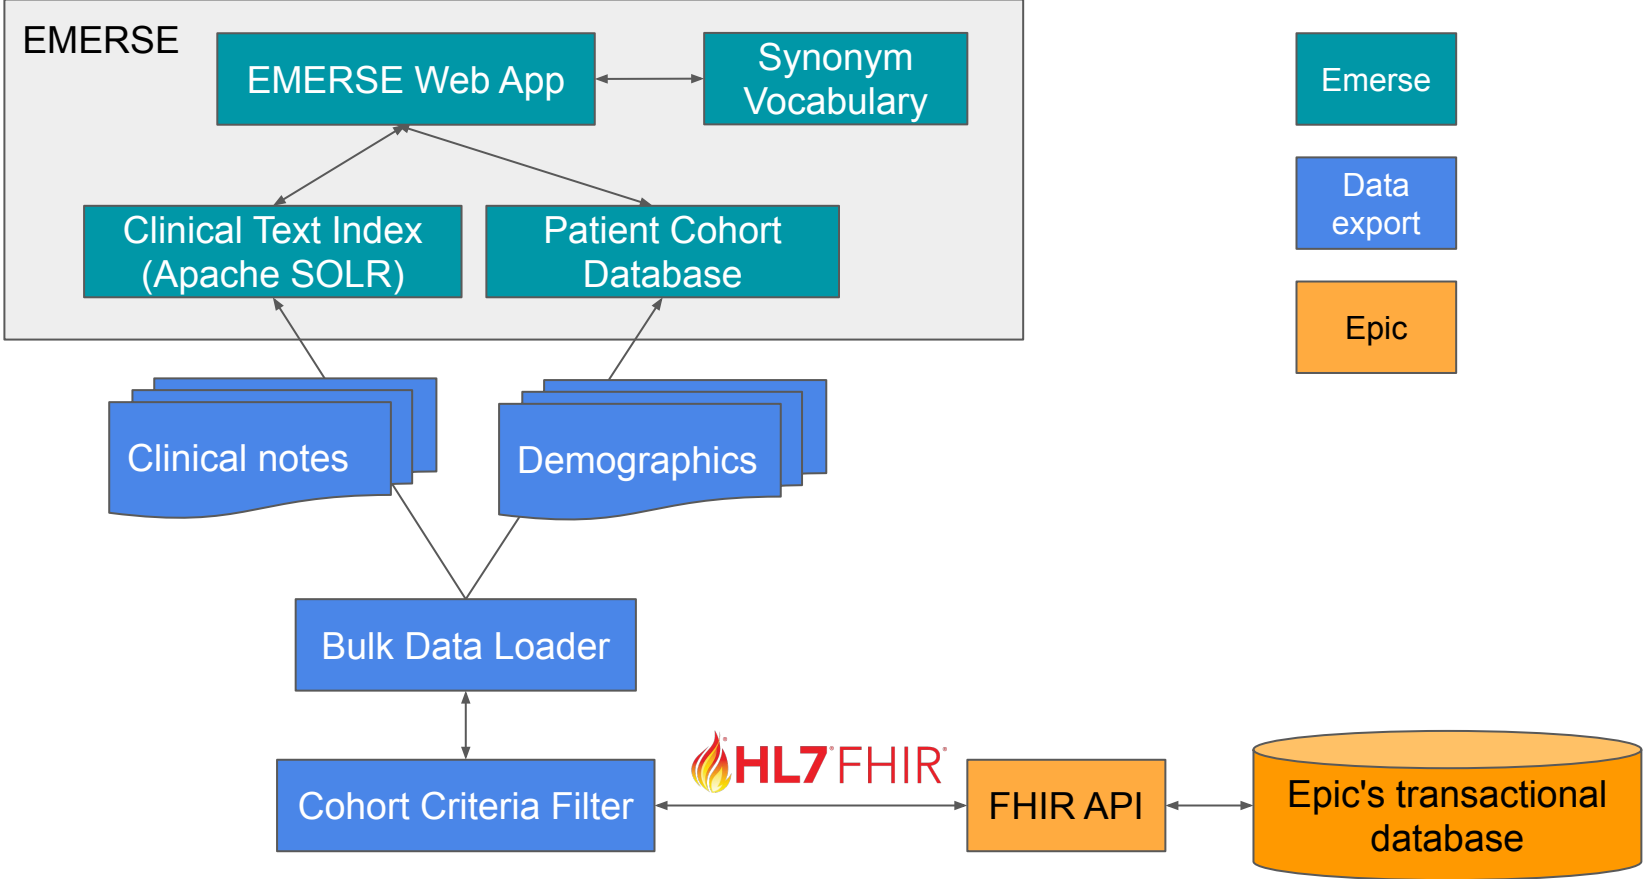 EMERSE
EMERSE Web App
Synonym
Vocabulary
Clinical Text Index
(Apache SOLR)
Patient Cohort
Database
Clinical notes
Demographics
Bulk Data Loader
Cohort Criteria Filter
HL7® FHIR®
FHIR API
Epic's transactional
database
Emerse
Data
export
Epic